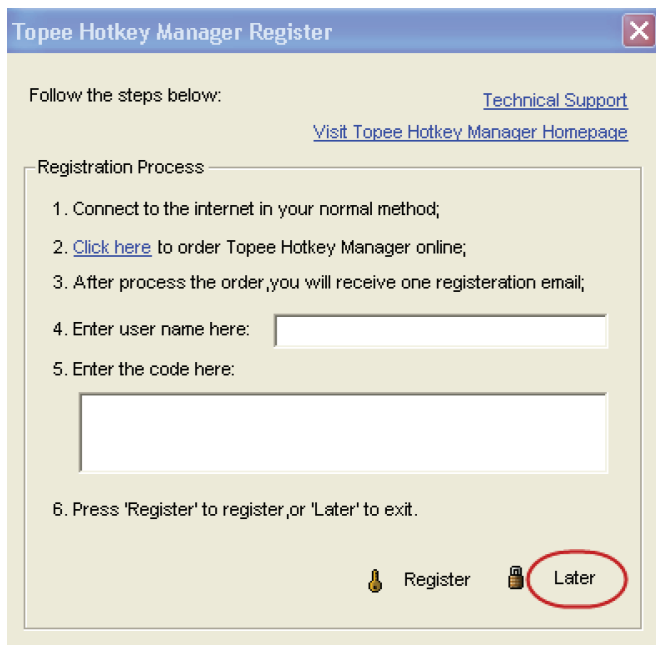 Topee Hotkey Manager Register
Follow the steps below:
Technical Support
Visit Topee Hotkey Manager Homepage
Registration Process
1. Connect to the internet in your normal method;
2. Click here to order Topee Hotkey Manager online;
3. After process the order,you will receive one registeration email;
4. Enter user name here:
5. Enter the code here:
6. Press 'Register' to register,or 'Later' to exit.
Register Later